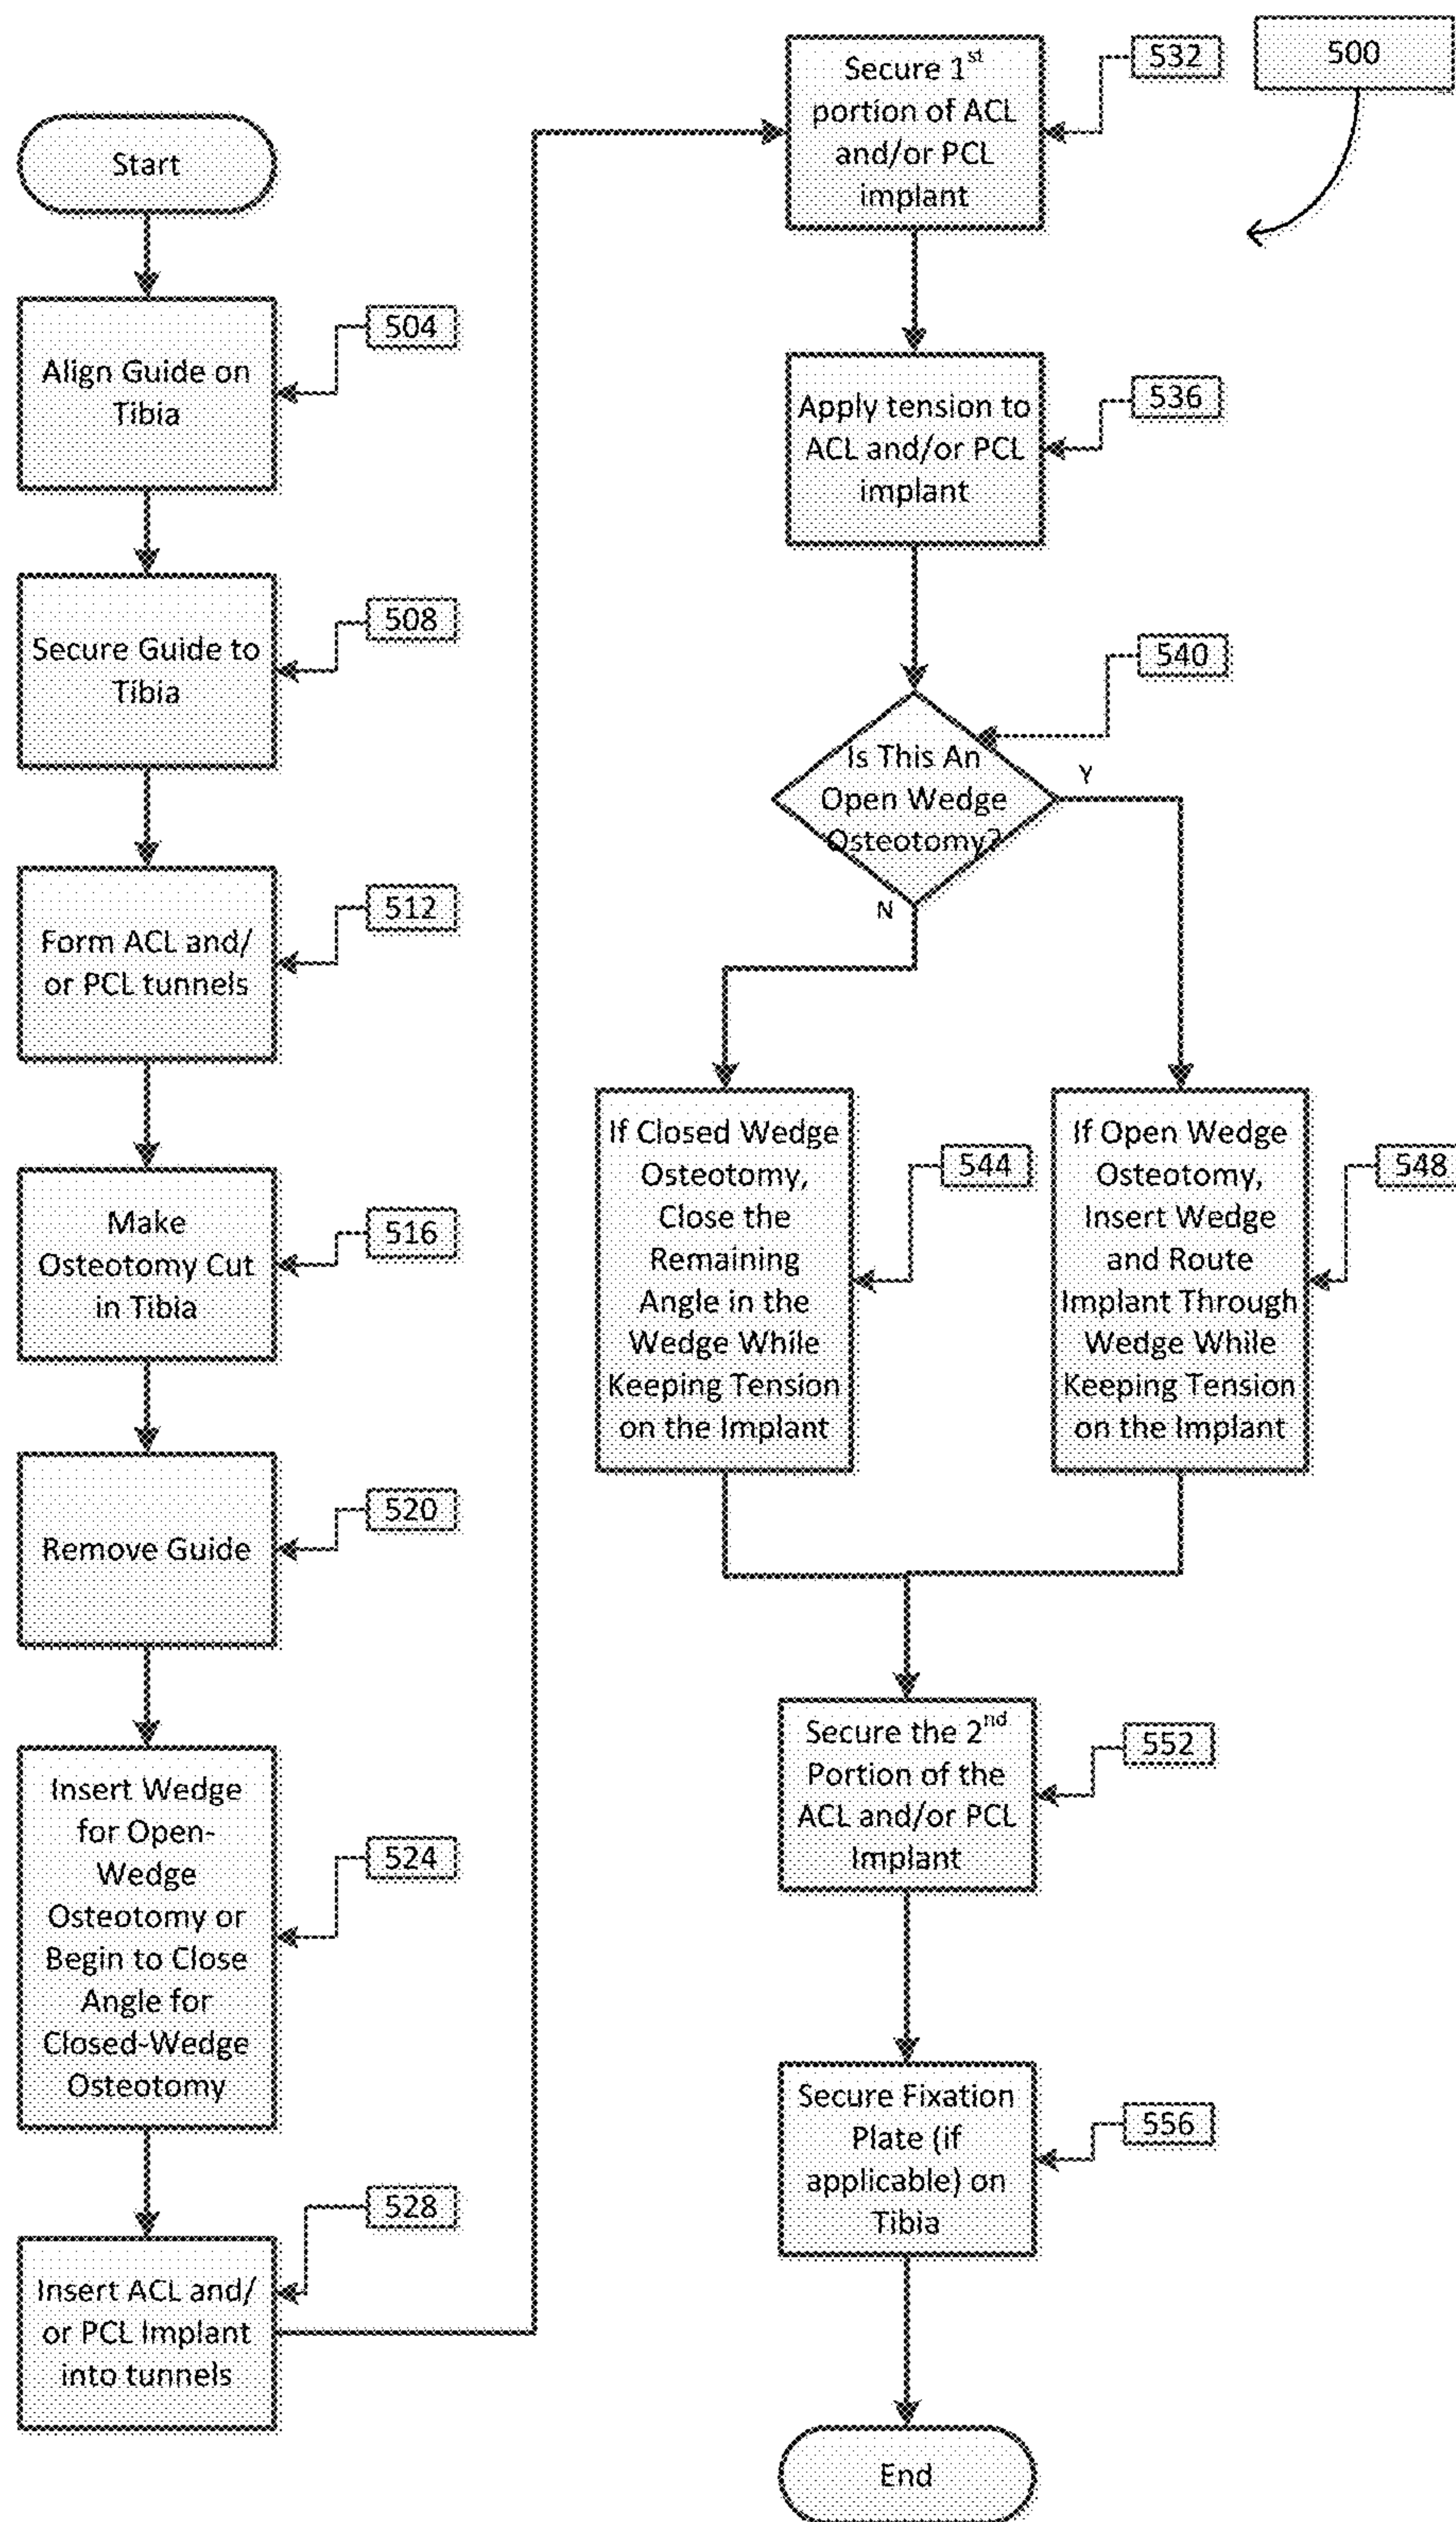 Start
Align Guide on
Tibia
504
Secure Guide to
Tibia
508
Form ACL and/
or PCL tunnels
512
Make
Osteotomy Cut
in Tibia
516
Remove Guide
520
Insert Wedge
for Open-
Wedge
Osteotomy or
Begin to Close
Angle for
Closed-Wedge
Osteotomy
524
Insert ACL and/
or PCL Implant
into tunnels
528
Secure 1st
portion of ACL
and/or PCL
implant
532
500
Apply tension to
ACL and/or PCL
implant
536
Is This An
Open Wedge
Osteotomy?
540
Y
N
If Closed Wedge
Osteotomy,
Close the
Remaining
Angle in the
Wedge While
Keeping Tension
on the Implant
544
If Open Wedge
Osteotomy,
Insert Wedge
and Route
Implant Through
Wedge While
Keeping Tension
on the Implant
548
Secure the 2nd
Portion of the
ACL and/or PCL
Implant
552
Secure Fixation
Plate (if
applicable) on
Tibia
556
End